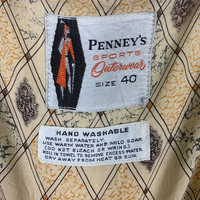 PENNEY'S
SPORTS
Outerwear
SIZE 40
HAND WASHABLE
WASH SEPARATELY.
USE WARM WATER AND MILD SOAP.
(DO NOT BLEACH OR WRING)
ROLL IN TOWEL TO REMOVE EXCESS WATER.
DRY AWAY FROM HEAT OR SUN.